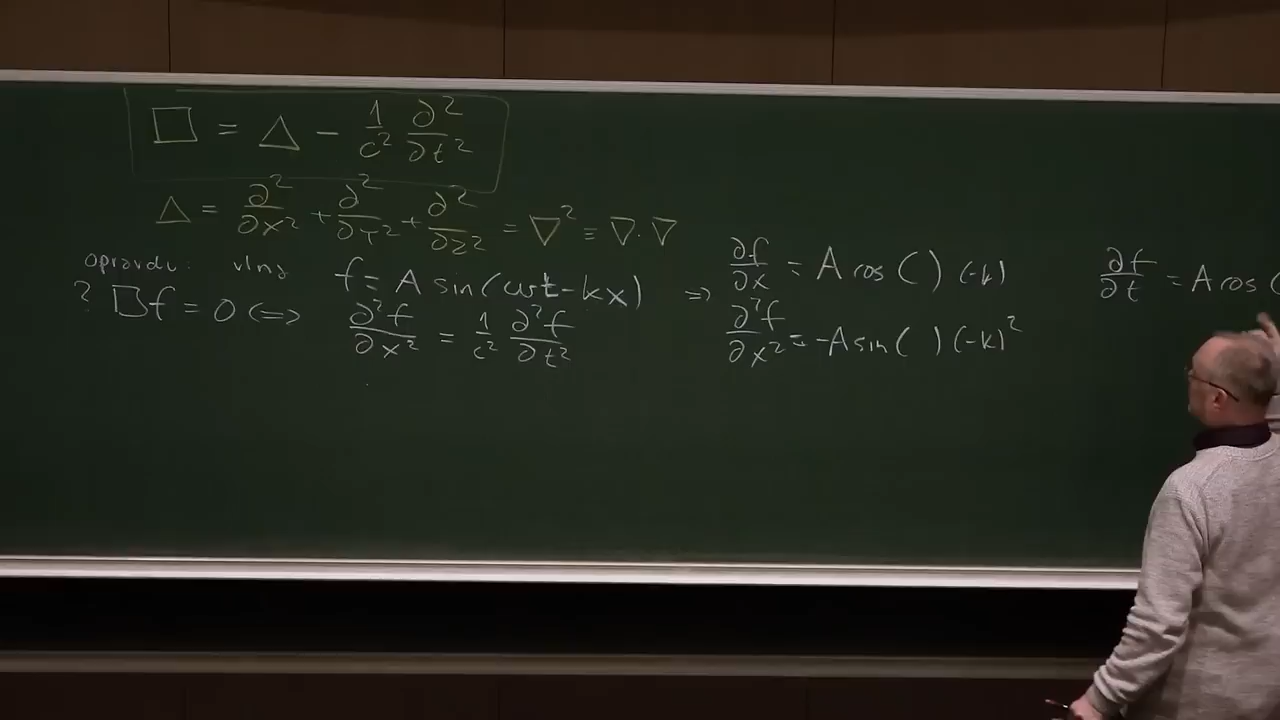 □ = △ − 1/c² ∂²/∂t²
△ = ∂²/∂x² + ∂²/∂y² + ∂²/∂z² = ∇² ≡ ∇·∇
opravdu: vlna f = A sin(ωt − kx) ⇒
? □f = 0 ⇔ ∂²f/∂x² = 1/c² ∂²f/∂t²
∂f/∂x = A cos( ) (−k)
∂²f/∂x² = −A sin( ) (−k)²
∂f/∂t = A cos(